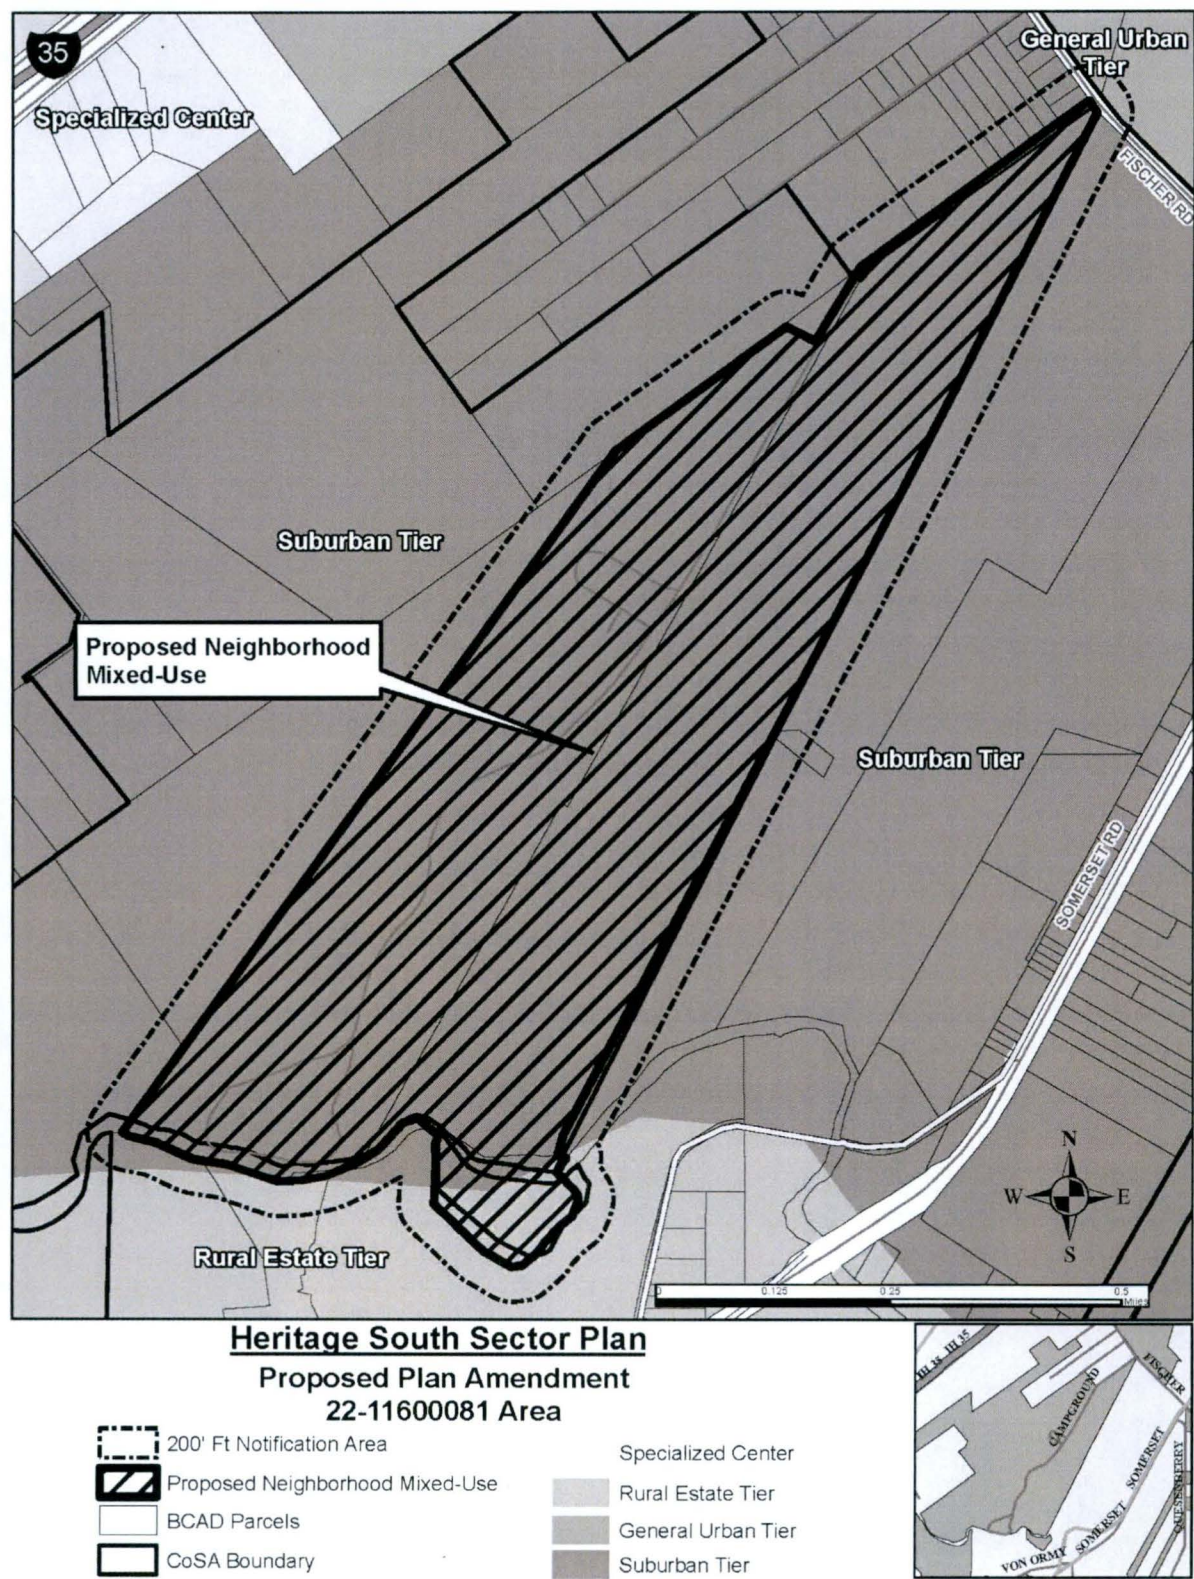 35
General Urban
Tier
Specialized Center
FISCHER RD
Suburban Tier
Proposed Neighborhood
Mixed-Use
Suburban Tier
SOMERSET RD
N
W
E
S
Rural Estate Tier
0
0.125
0.25
0.5
Miles
Heritage South Sector Plan
Proposed Plan Amendment
22-11600081 Area
200' Ft Notification Area
Proposed Neighborhood Mixed-Use
BCAD Parcels
CoSA Boundary
Specialized Center
Rural Estate Tier
General Urban Tier
Suburban Tier
IH 35 IH 35
FISCHER
CAMPGROUND
SOMERSET
SOMERSET
QUESENBERRY
VON ORMY